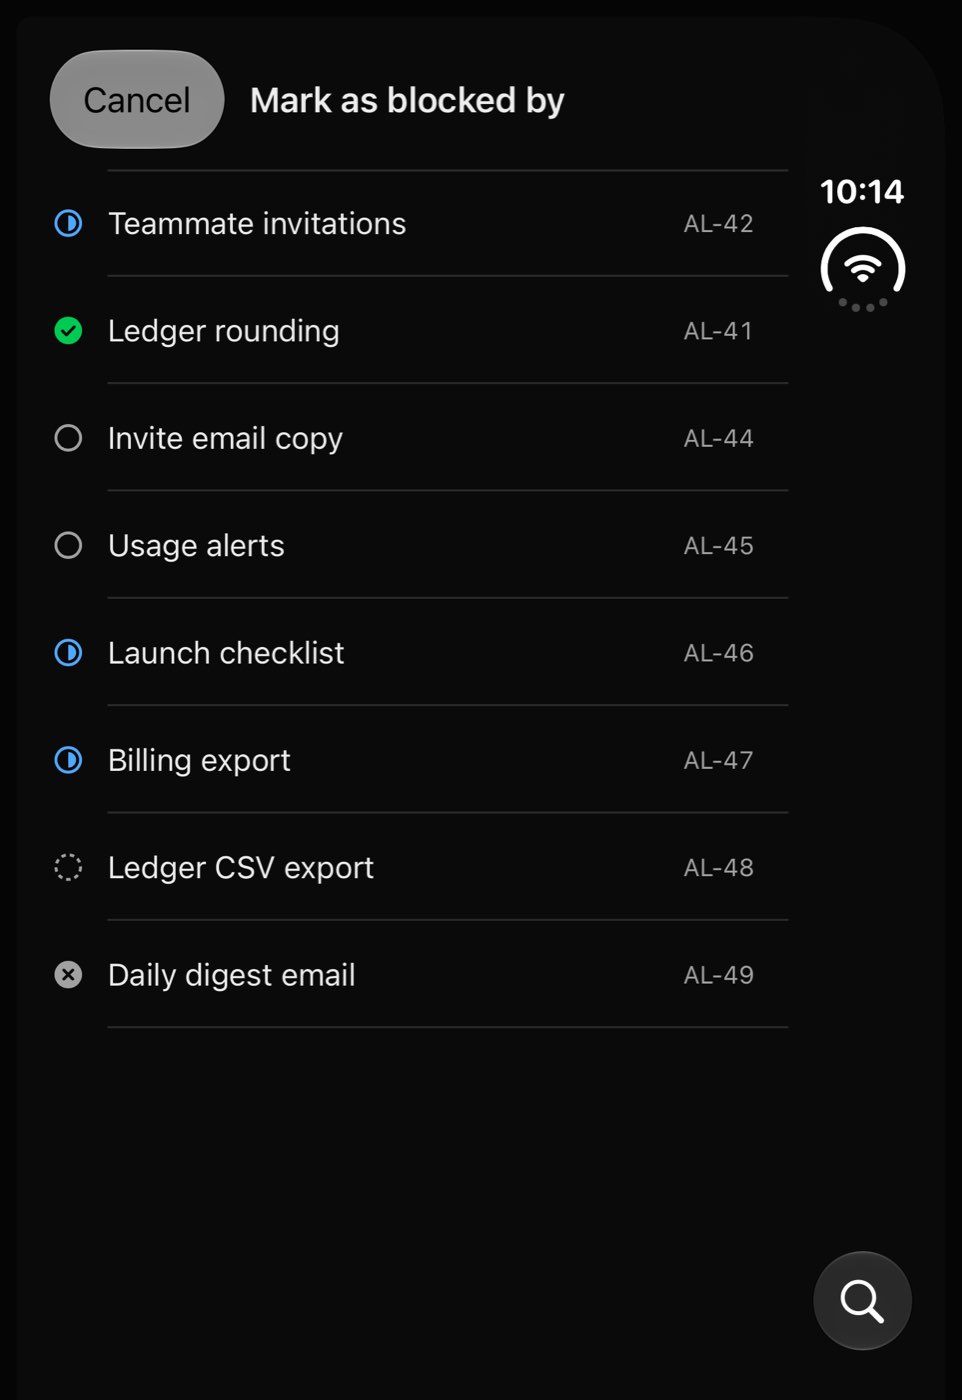 Cancel Mark as blocked by
10:14
Teammate invitations AL-42
Ledger rounding AL-41
Invite email copy AL-44
Usage alerts AL-45
Launch checklist AL-46
Billing export AL-47
Ledger CSV export AL-48
Daily digest email AL-49